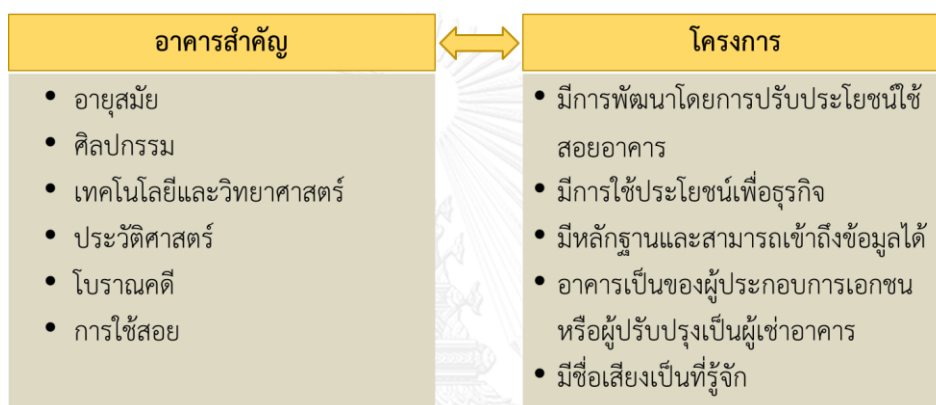 อาคารสำคัญ
• อายุสมัย
• ศิลปกรรม
• เทคโนโลยีและวิทยาศาสตร์
• ประวัติศาสตร์
• โบราณคดี
• การใช้สอย
โครงการ
• มีการพัฒนาโดยการปรับประโยชน์ใช้
สอยอาคาร
• มีการใช้ประโยชน์เพื่อธุรกิจ
• มีหลักฐานและสามารถเข้าถึงข้อมูลได้
• อาคารเป็นของผู้ประกอบการเอกชน
หรือผู้ปรับปรุงเป็นผู้เช่าอาคาร
• มีชื่อเสียงเป็นที่รู้จัก